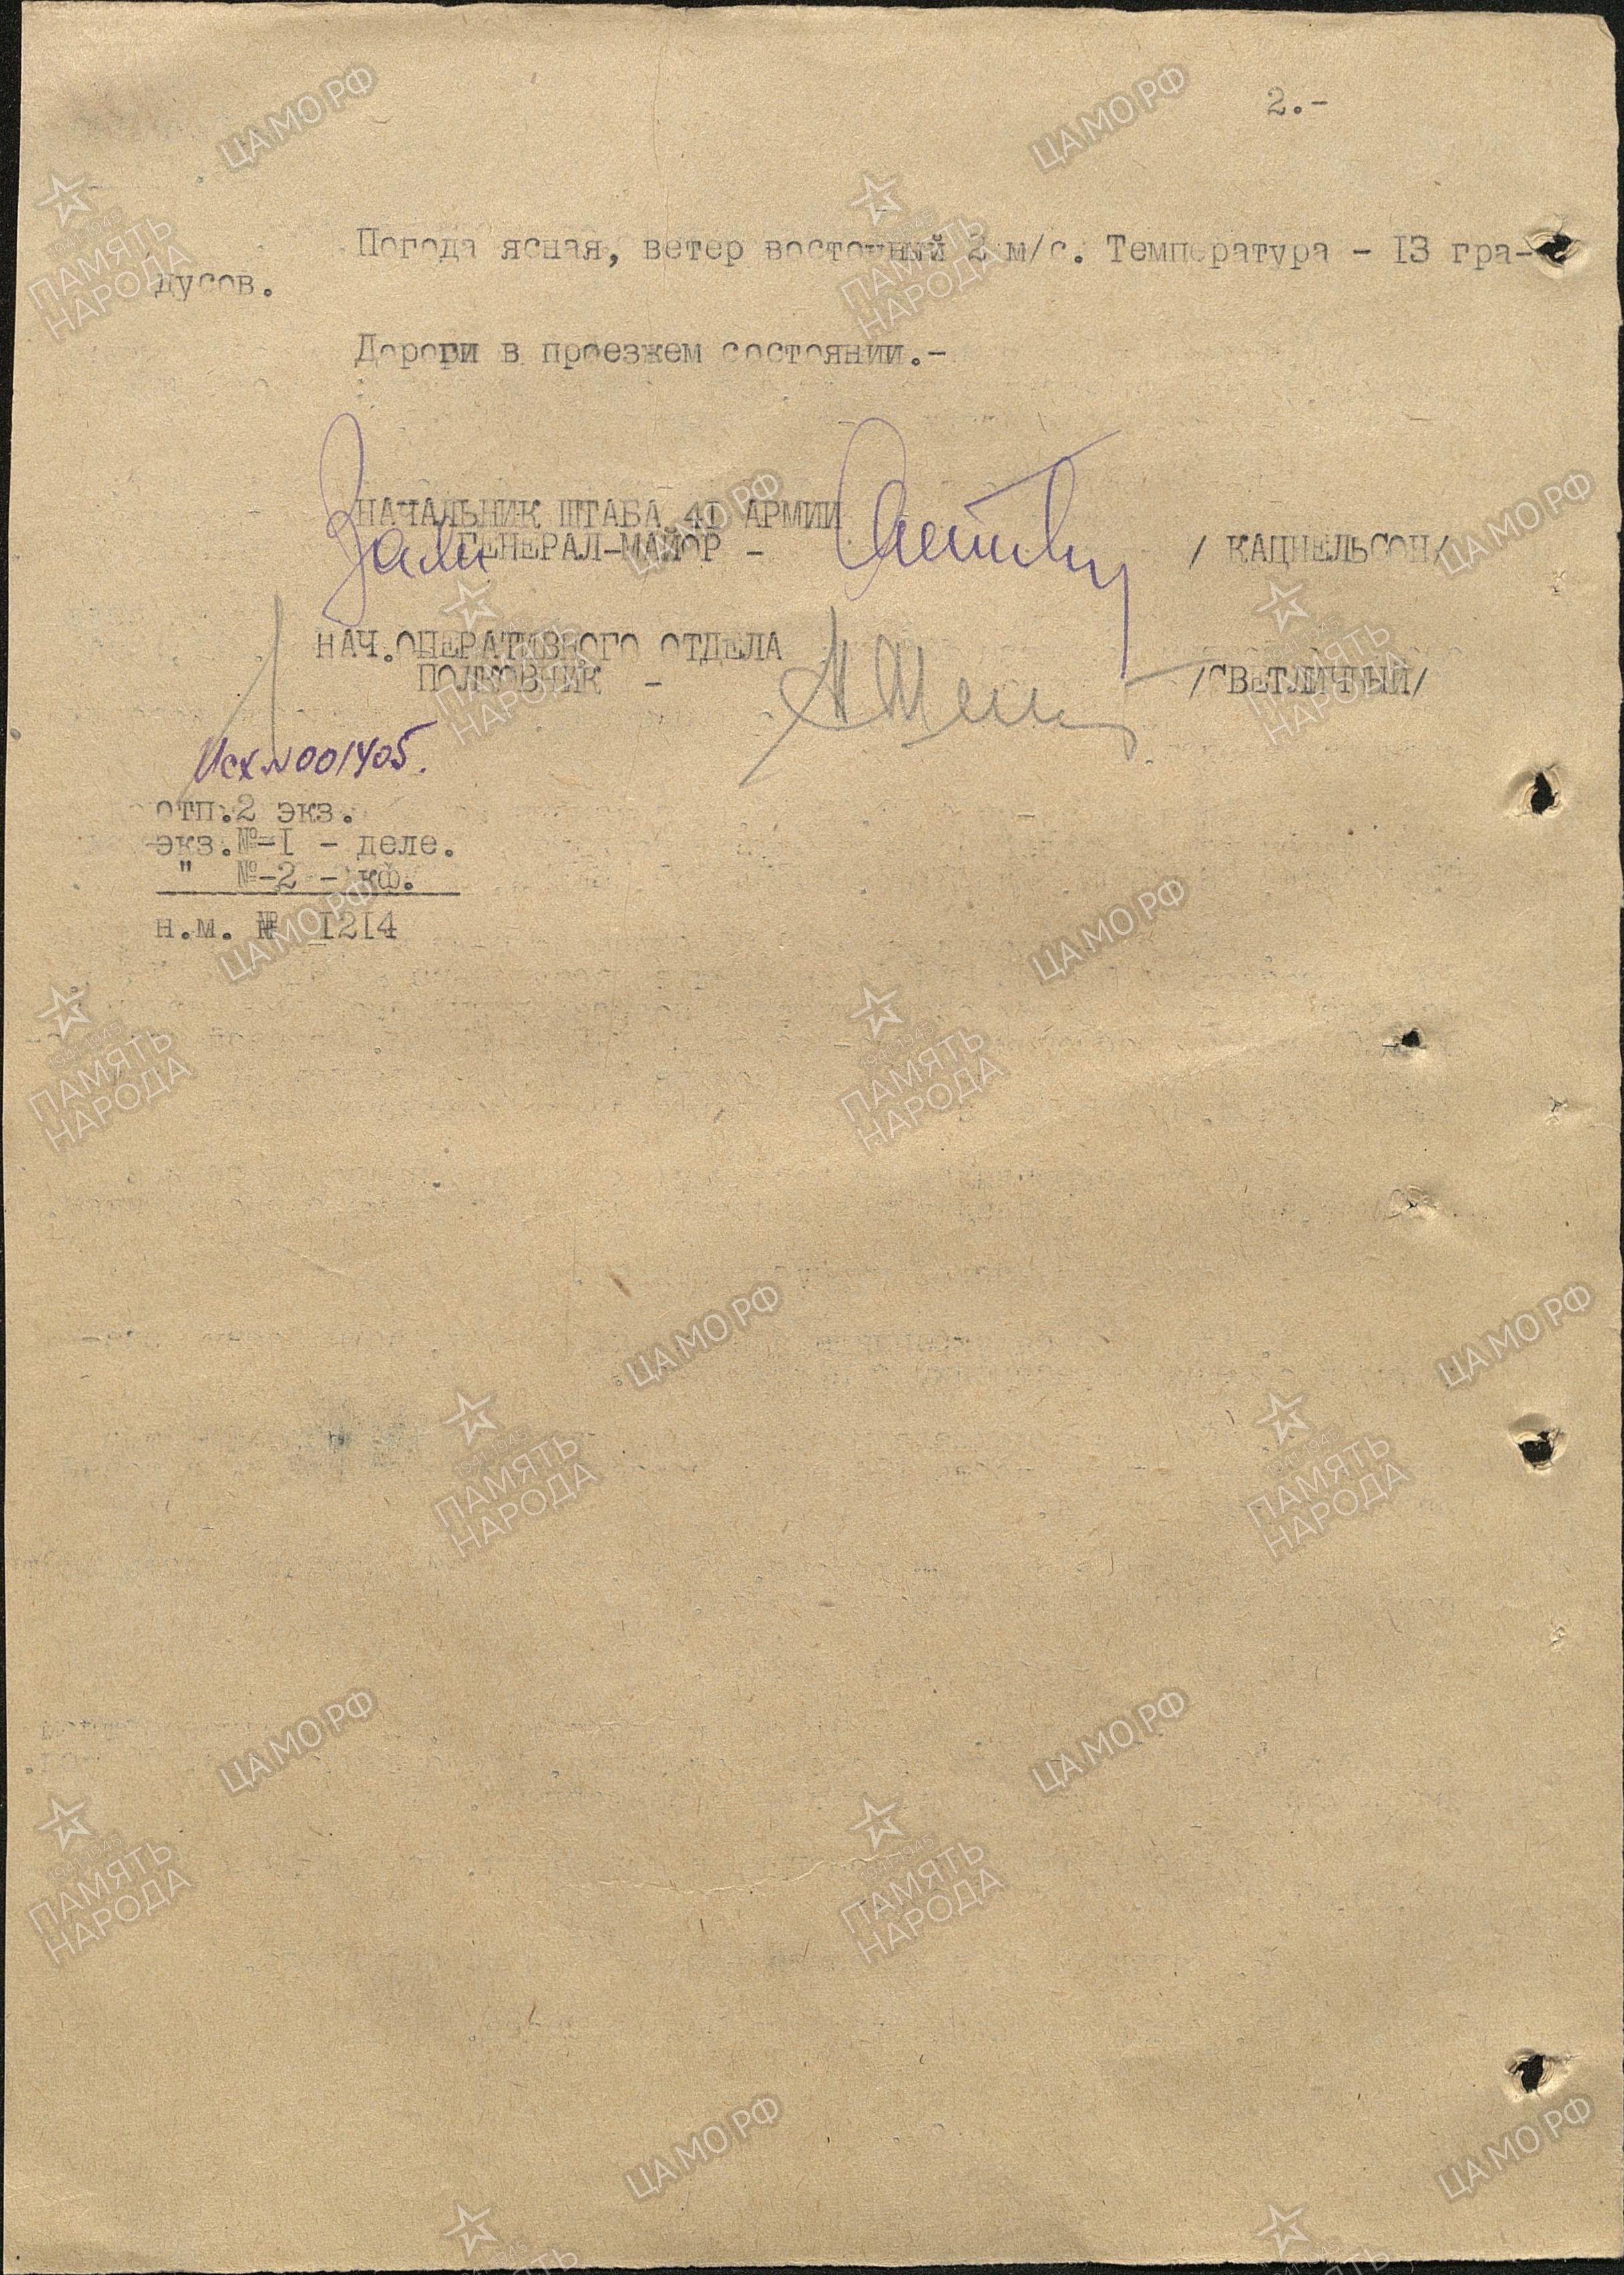 2.-
Погода ясная, ветер восточный 2 м/с. Температура - 13 гра-
дусов.
Дороги в проезжем состоянии.-
НАЧАЛЬНИК ШТАБА 41 АРМИИ
Зам
ГЕНЕРАЛ-МАЙОР - / КАЦНЕЛЬСОН/
НАЧ.ОПЕРАТИВНОГО ОТДЕЛА
ПОЛКОВНИК - /СВЕТЛИЧНЫЙ/
Исх№001405.
отп.2 экз.
экз.№-1 - деле.
" №-2 - кф.
н.м. № 1214
ЦАМО РФ
ПАМЯТЬ
НАРОДА